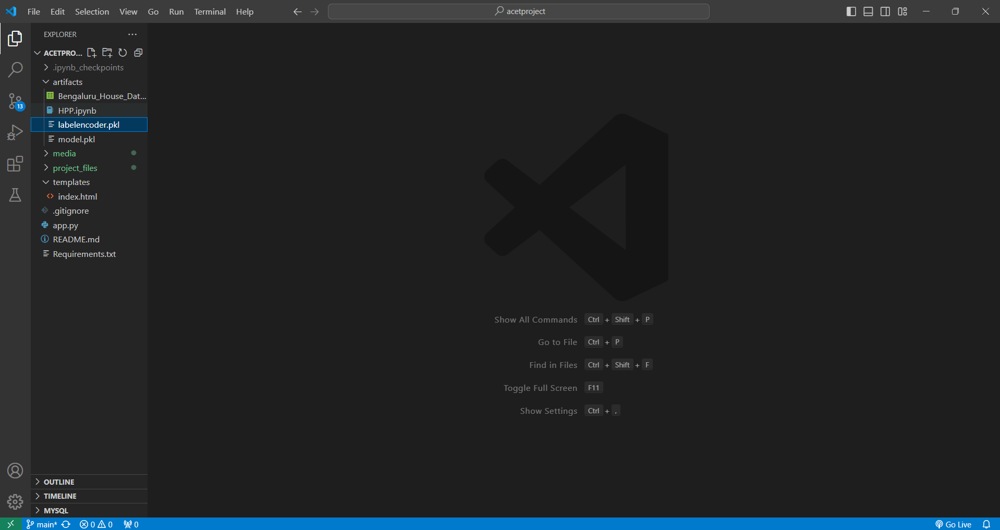 File Edit Selection View Go Run Terminal Help
acetproject
EXPLORER
ACETPRO...
.ipynb_checkpoints
artifacts
Bengaluru_House_Dat...
HPP.ipynb
labelencoder.pkl
model.pkl
media
project_files
templates
index.html
.gitignore
app.py
README.md
Requirements.txt
13
Show All Commands Ctrl + Shift + P
Go to File Ctrl + P
Find in Files Ctrl + Shift + F
Toggle Full Screen F11
Show Settings Ctrl + ,
OUTLINE
TIMELINE
MYSQL
main* 0 0 0 Go Live